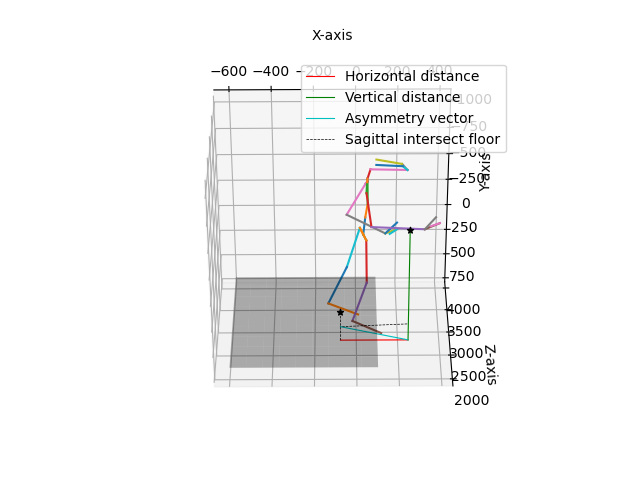 X-axis
−600 −400 −200 0 200 400
Horizontal distance
Vertical distance
Asymmetry vector
Sagittal intersect floor
−1000
−750
−500
−250
0
250
500
750
Y-axis
4000
3500
3000
2500
2000
Z-axis